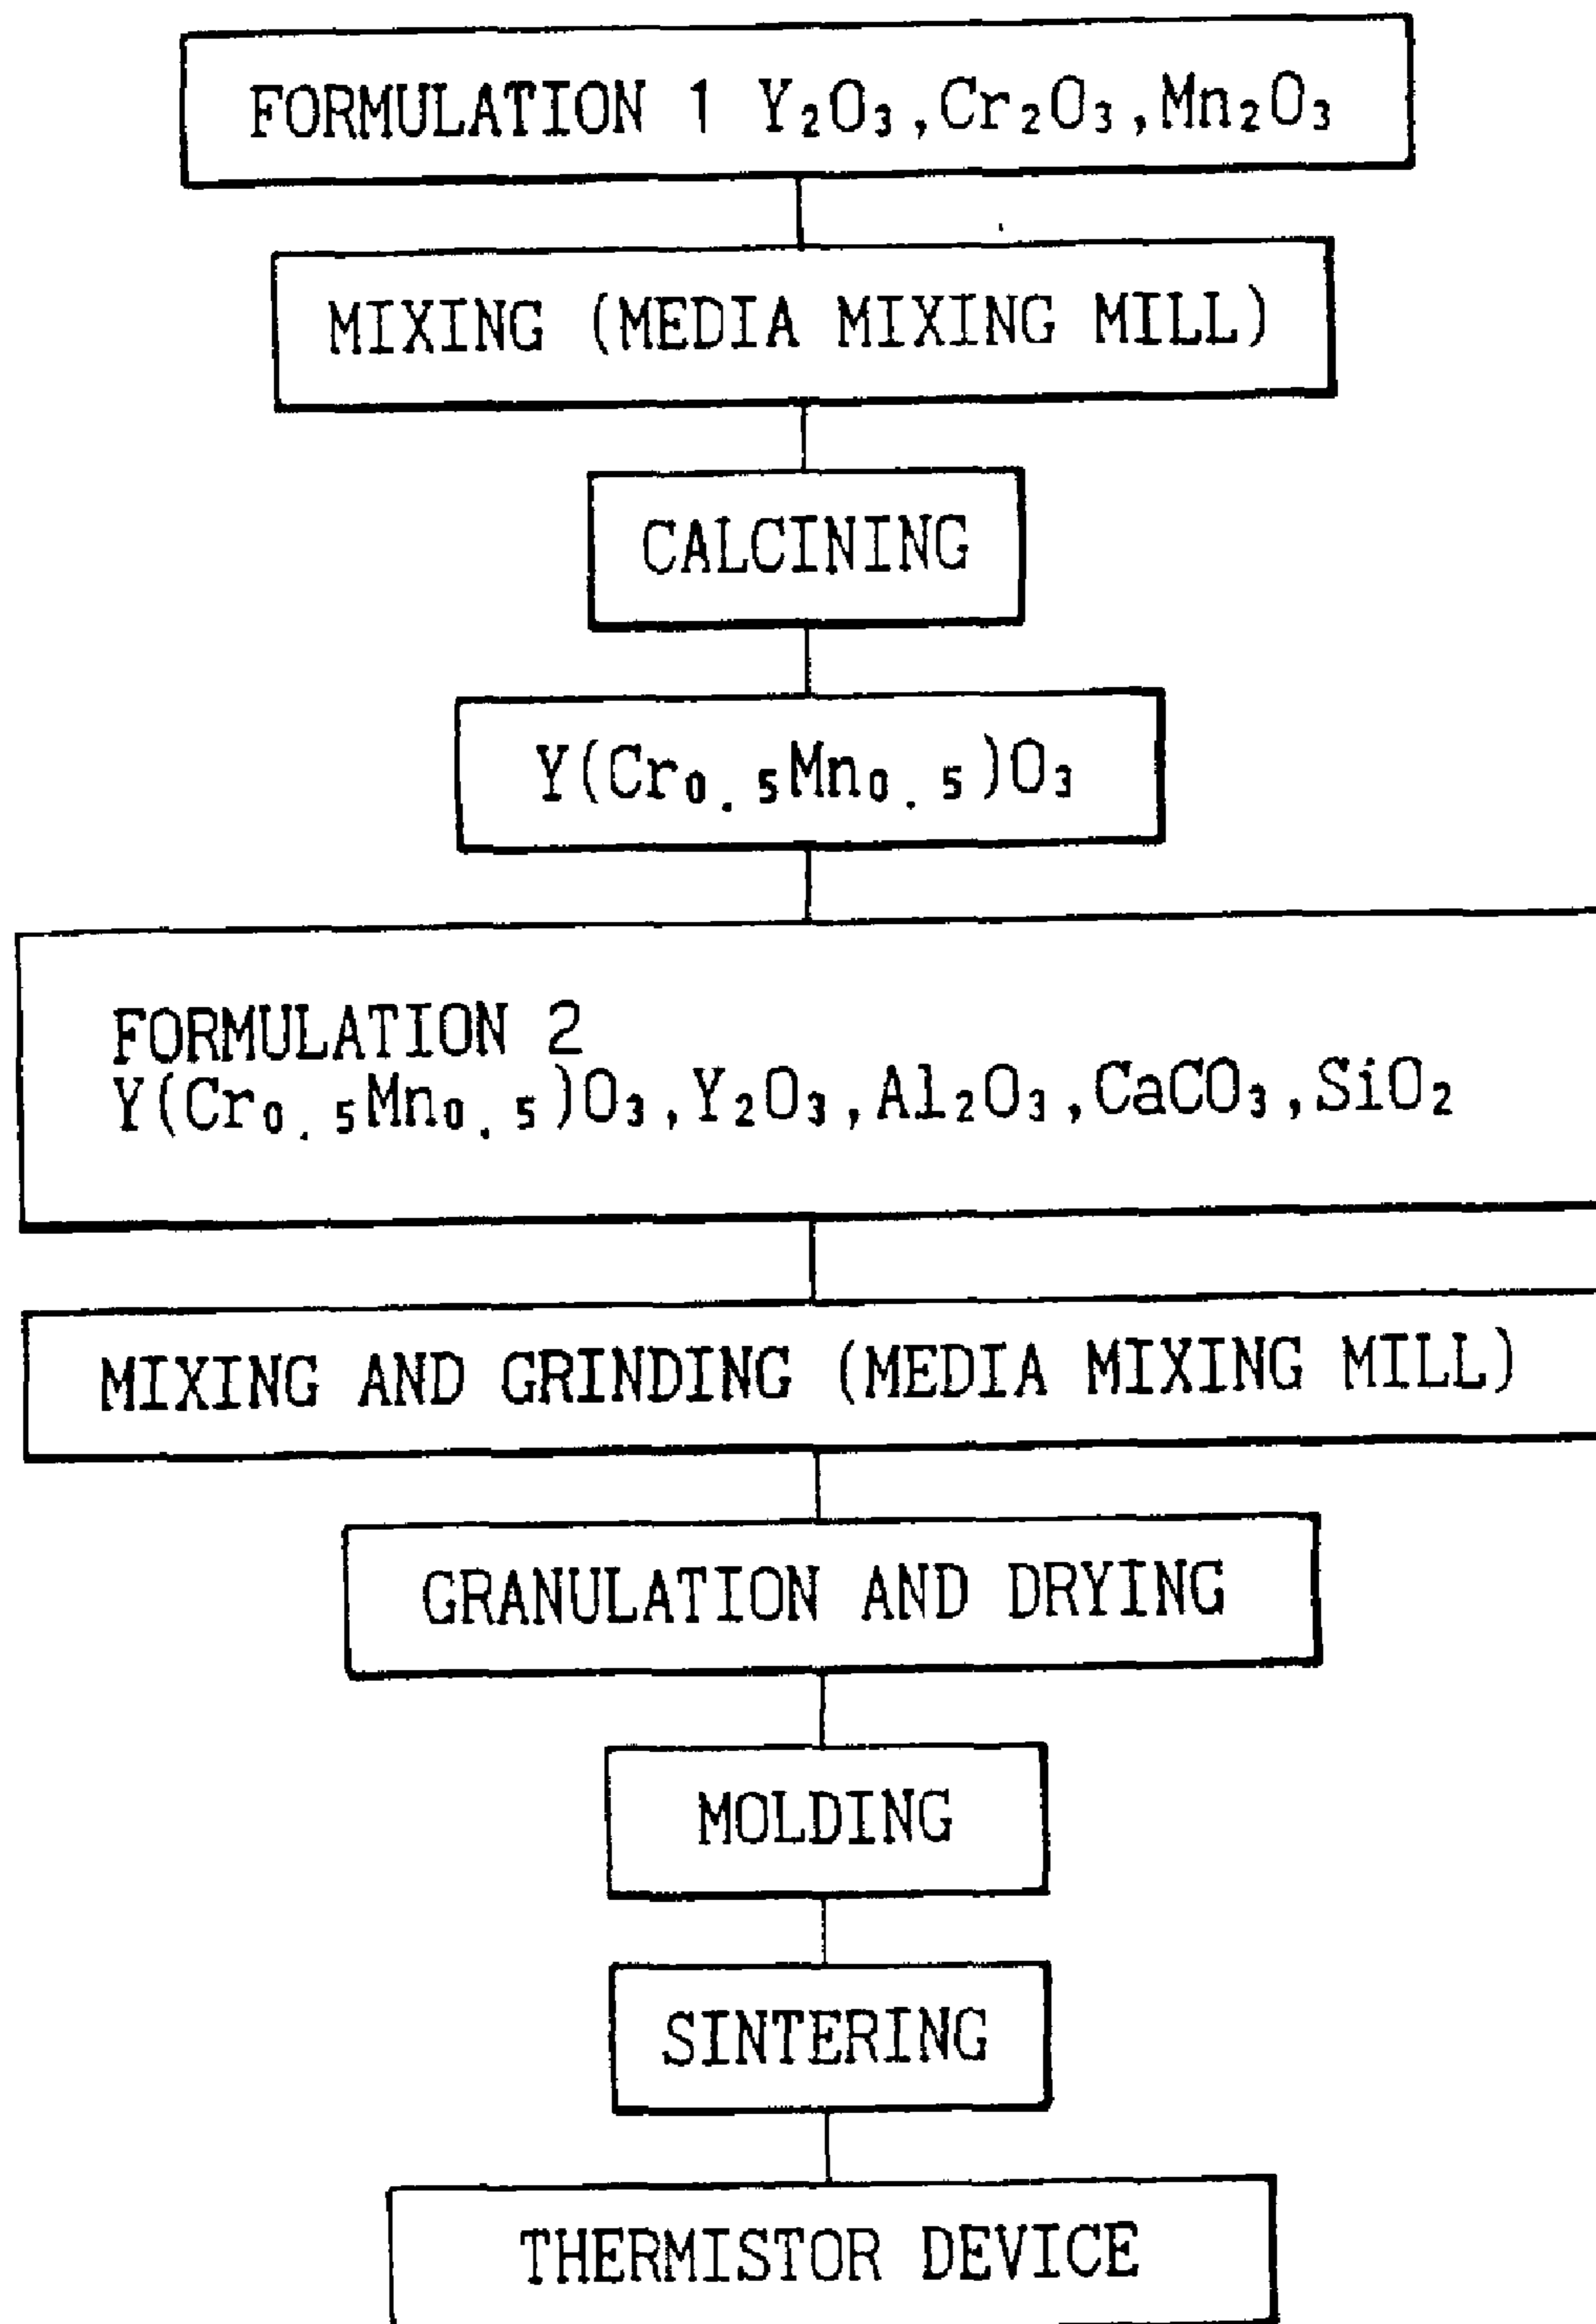 FORMULATION 1 Y₂O₃,Cr₂O₃,Mn₂O₃
MIXING (MEDIA MIXING MILL)
CALCINING
Y(Cr₀.₅Mn₀.₅)O₃
FORMULATION 2
Y(Cr₀.₅Mn₀.₅)O₃,Y₂O₃,Al₂O₃,CaCO₃,SiO₂
MIXING AND GRINDING (MEDIA MIXING MILL)
GRANULATION AND DRYING
MOLDING
SINTERING
THERMISTOR DEVICE